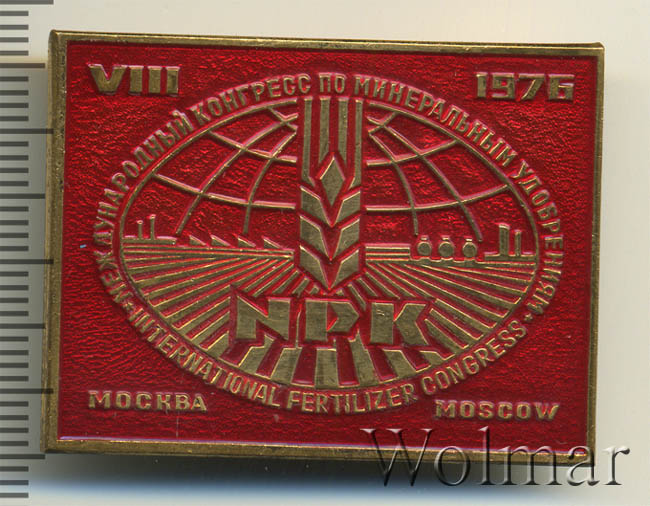 VIII 1976
МЕЖДУНАРОДНЫЙ КОНГРЕСС ПО МИНЕРАЛЬНЫМ УДОБРЕНИЯМ
INTERNATIONAL FERTILIZER CONGRESS
NPK
МОСКВА MOSCOW
Wolmar